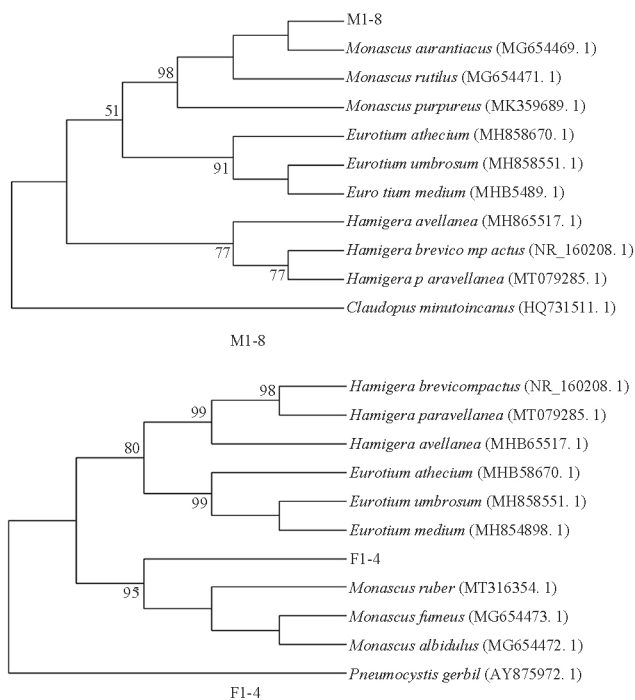 M1-8
Monascus aurantiacus (MG654469. 1)
98
Monascus rutilus (MG654471. 1)
Monascus purpureus (MK359689. 1)
51
Eurotium athecium (MH858670. 1)
Eurotium umbrosum (MH858551. 1)
91
Euro tium medium (MHB5489. 1)
Hamigera avellanea (MH865517. 1)
77
Hamigera brevico mp actus (NR_160208. 1)
77
Hamigera p aravellanea (MT079285. 1)
Claudopus minutoincanus (HQ731511. 1)
M1-8
Hamigera brevicompactus (NR_160208. 1)
98
99
Hamigera paravellanea (MT079285. 1)
Hamigera avellanea (MHB65517. 1)
80
Eurotium athecium (MHB58670. 1)
99
Eurotium umbrosum (MH858551. 1)
Eurotium medium (MH854898. 1)
F1-4
95
Monascus ruber (MT316354. 1)
Monascus fumeus (MG654473. 1)
Monascus albidulus (MG654472. 1)
Pneumocystis gerbil (AY875972. 1)
F1-4